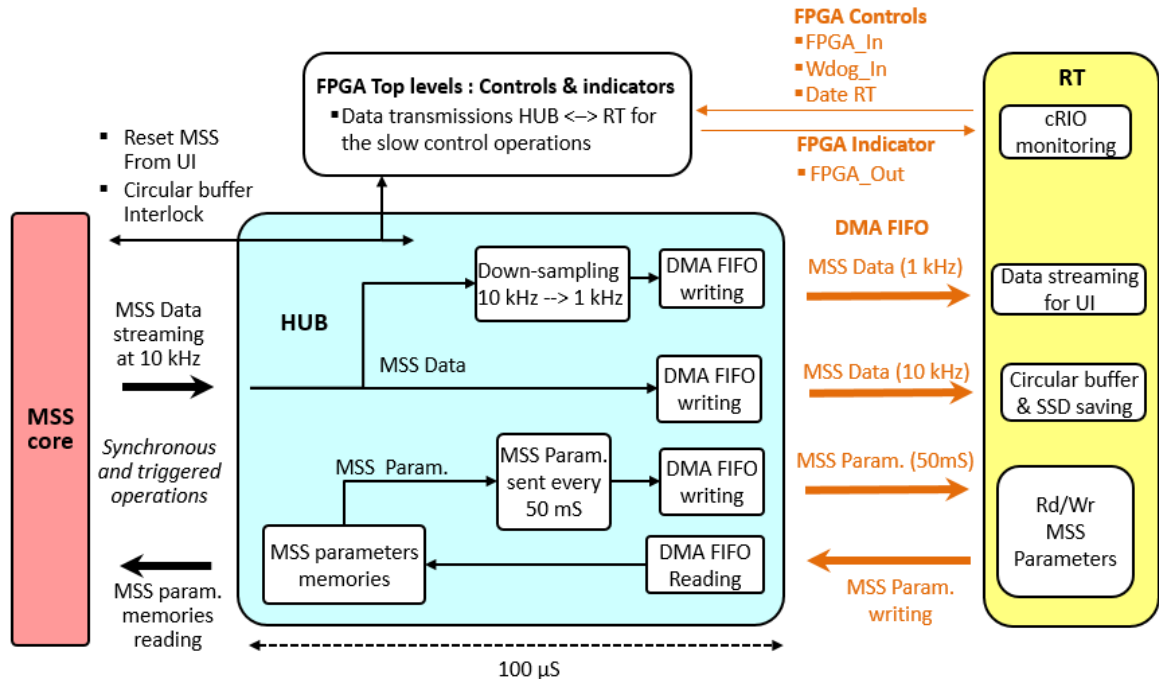 FPGA Controls
▪ FPGA_In
▪ Wdog_In
▪ Date RT
FPGA Top levels : Controls & indicators
▪ Data transmissions HUB <--> RT for
the slow control operations
FPGA Indicator
▪ FPGA_Out
RT
cRIO
monitoring
▪ Reset MSS
From UI
▪ Circular buffer
Interlock
MSS
core
MSS Data
streaming
at 10 kHz
Synchronous
and triggered
operations
MSS param.
memories
reading
HUB
Down-sampling
10 kHz --> 1 kHz
DMA FIFO
writing
MSS Data
DMA FIFO
writing
MSS Param.
MSS Param.
sent every
50 mS
DMA FIFO
writing
MSS parameters
memories
DMA FIFO
Reading
DMA FIFO
MSS Data (1 kHz)
Data streaming
for UI
MSS Data (10 kHz)
Circular buffer
& SSD saving
MSS Param. (50mS)
Rd/Wr
MSS
Parameters
MSS Param.
writing
100 µS